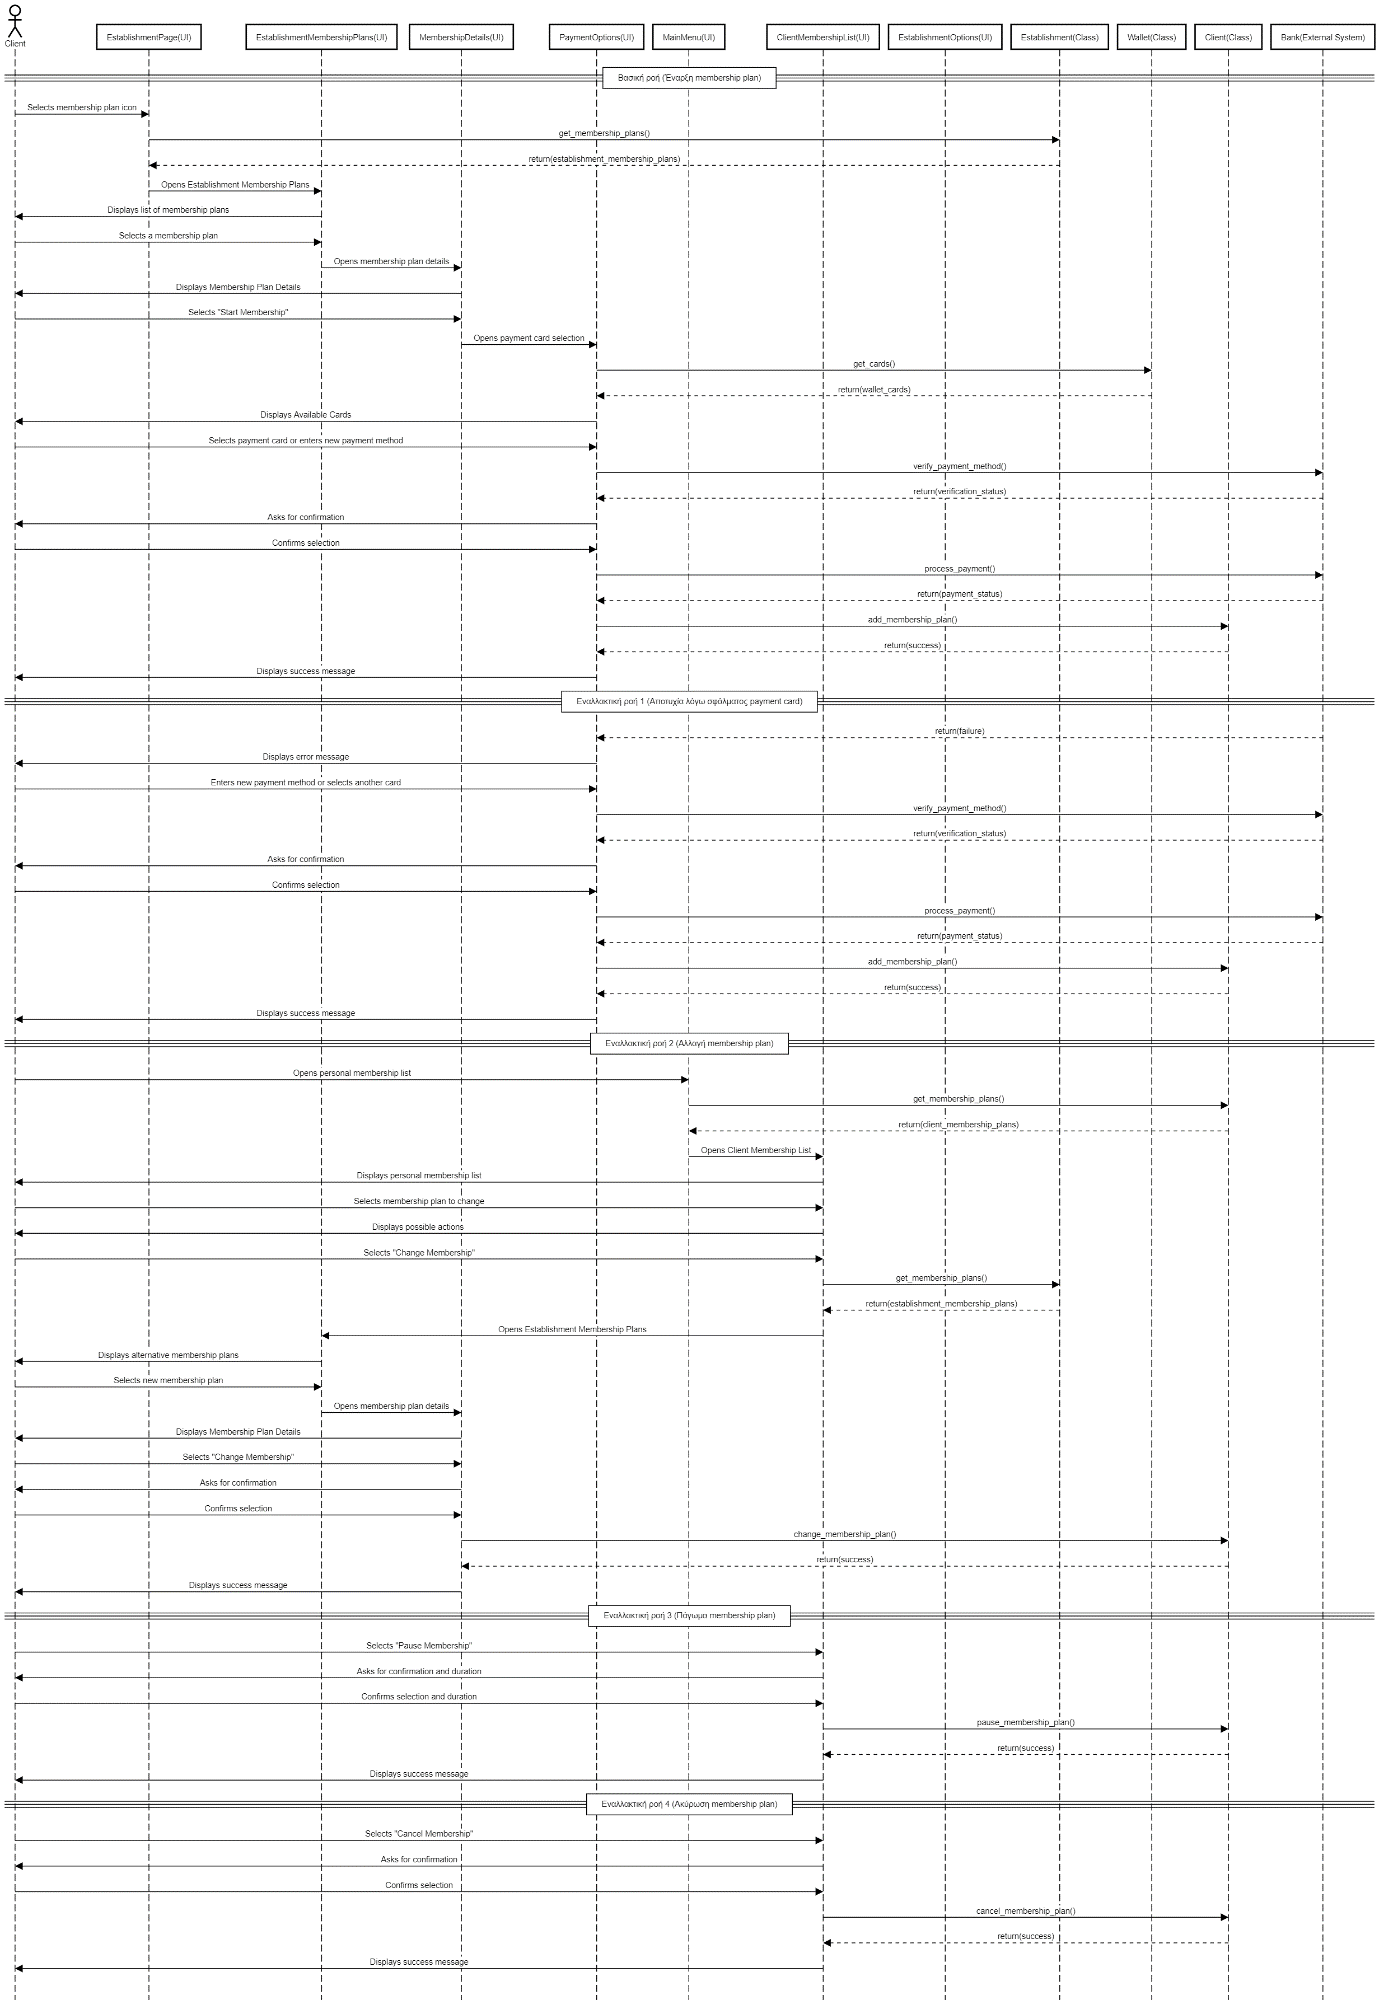 Client
EstablishmentPage(UI)
EstablishmentMembershipPlans(UI)
MembershipDetails(UI)
PaymentOptions(UI)
MainMenu(UI)
ClientMembershipList(UI)
EstablishmentOptions(UI)
Establishment(Class)
Wallet(Class)
Client(Class)
Bank(External System)
Βασική ροή (Έναρξη membership plan)
Selects membership plan icon
get_membership_plans()
return(establishment_membership_plans)
Opens Establishment Membership Plans
Displays list of membership plans
Selects a membership plan
Opens membership plan details
Displays Membership Plan Details
Selects "Start Membership"
Opens payment card selection
get_cards()
return(wallet_cards)
Displays Available Cards
Selects payment card or enters new payment method
verify_payment_method()
return(verification_status)
Asks for confirmation
Confirms selection
process_payment()
return(payment_status)
add_membership_plan()
return(success)
Displays success message
Εναλλακτική ροή 1 (Αποτυχία λόγω σφάλματος payment card)
return(failure)
Displays error message
Enters new payment method or selects another card
verify_payment_method()
return(verification_status)
Asks for confirmation
Confirms selection
process_payment()
return(payment_status)
add_membership_plan()
return(success)
Displays success message
Εναλλακτική ροή 2 (Αλλαγή membership plan)
Opens personal membership list
get_membership_plans()
return(client_membership_plans)
Opens Client Membership List
Displays personal membership list
Selects membership plan to change
Displays possible actions
Selects "Change Membership"
get_membership_plans()
return(establishment_membership_plans)
Opens Establishment Membership Plans
Displays alternative membership plans
Selects new membership plan
Opens membership plan details
Displays Membership Plan Details
Selects "Change Membership"
Asks for confirmation
Confirms selection
change_membership_plan()
return(success)
Displays success message
Εναλλακτική ροή 3 (Πάγωμα membership plan)
Selects "Pause Membership"
Asks for confirmation and duration
Confirms selection and duration
pause_membership_plan()
return(success)
Displays success message
Εναλλακτική ροή 4 (Ακύρωση membership plan)
Selects "Cancel Membership"
Asks for confirmation
Confirms selection
cancel_membership_plan()
return(success)
Displays success message